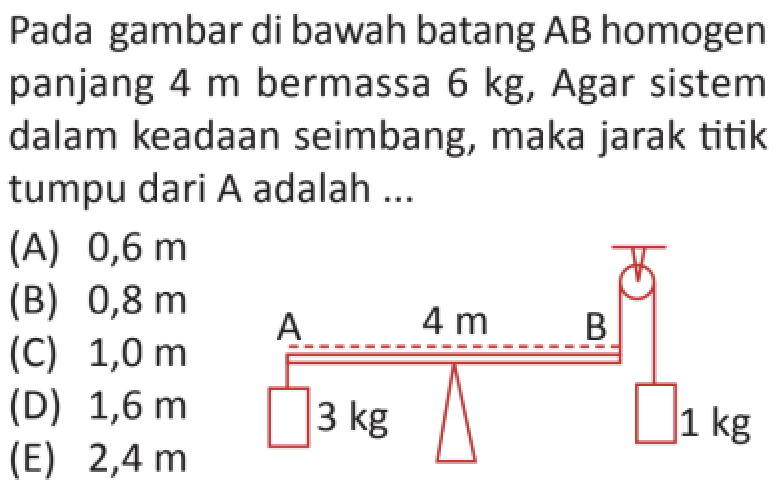 Pada gambar di bawah batang AB homogen
panjang 4 m bermassa 6 kg, Agar sistem
dalam keadaan seimbang, maka jarak titik
tumpu dari A adalah ...
(A) 0,6 m
(B) 0,8 m
(C) 1,0 m
(D) 1,6 m
(E) 2,4 m
A 4 m B
3 kg 1 kg